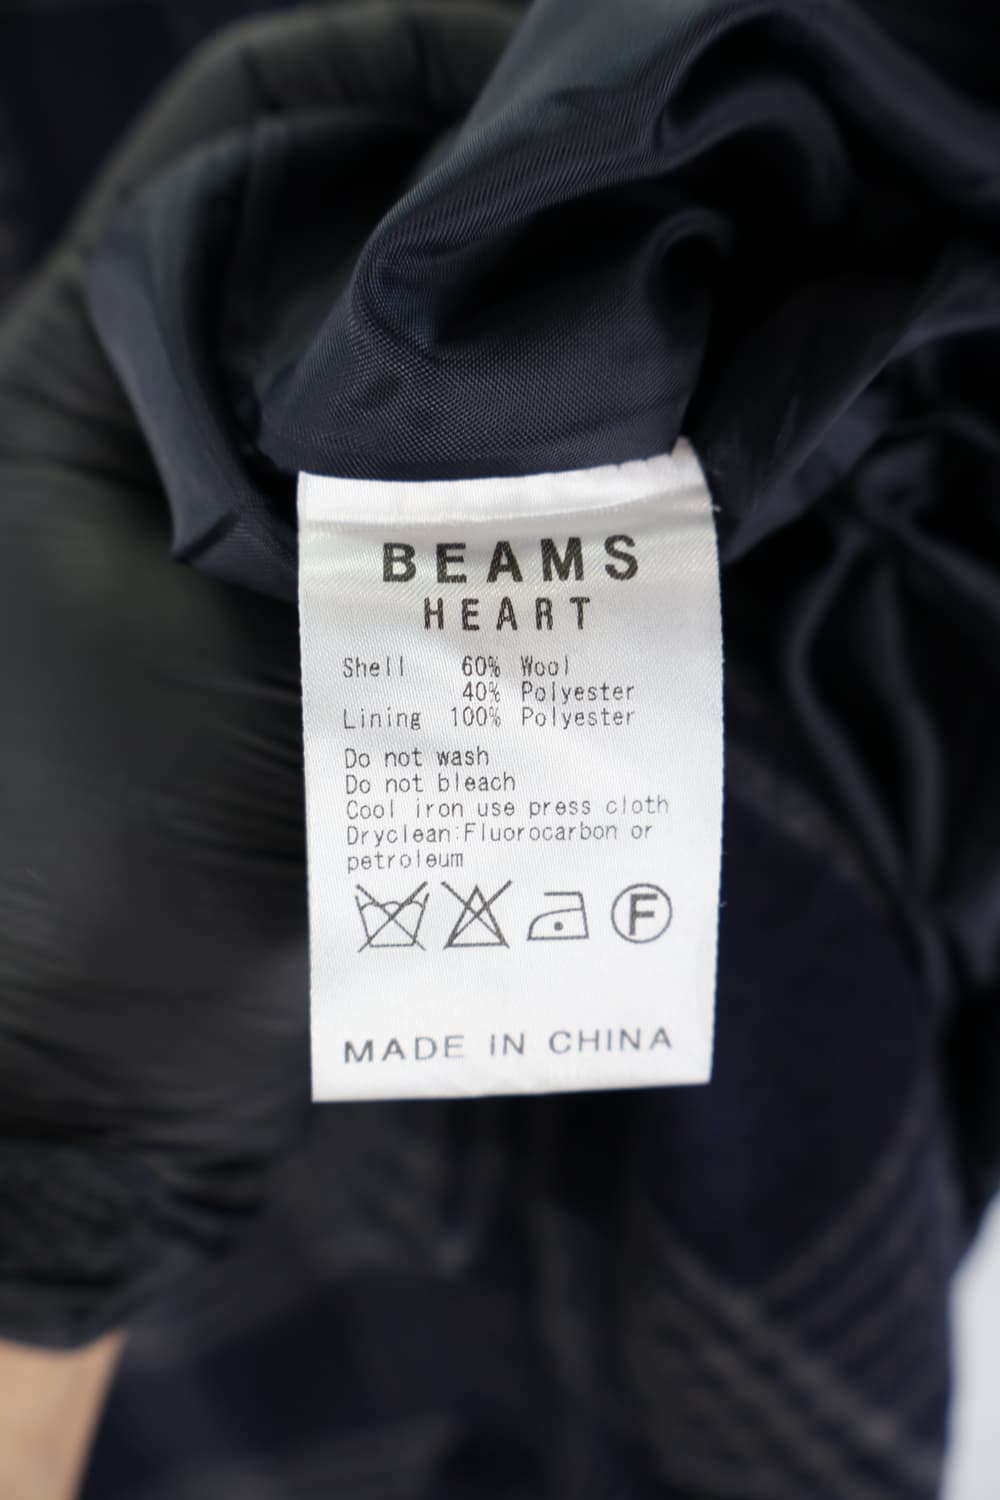 BEAMS
HEART
Shell 60% Wool
40% Polyester
Lining 100% Polyester
Do not wash
Do not bleach
Cool iron use press cloth
Dryclean:Fluorocarbon or
petroleum
F
MADE IN CHINA